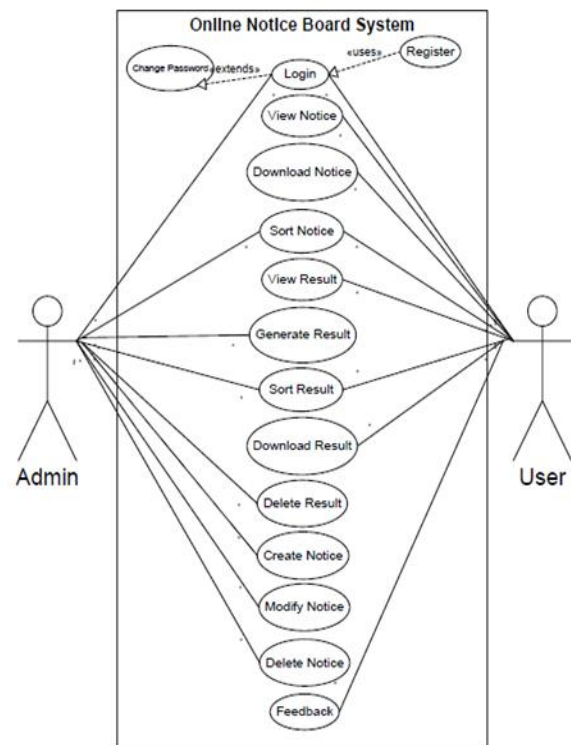 Online Notice Board System
«uses»
Register
Change Password
«extends»
Login
View Notice
Download Notice
Sort Notice
View Result
Generate Result
Sort Result
Download Result
Admin
User
Delete Result
Create Notice
Modify Notice
Delete Notice
Feedback